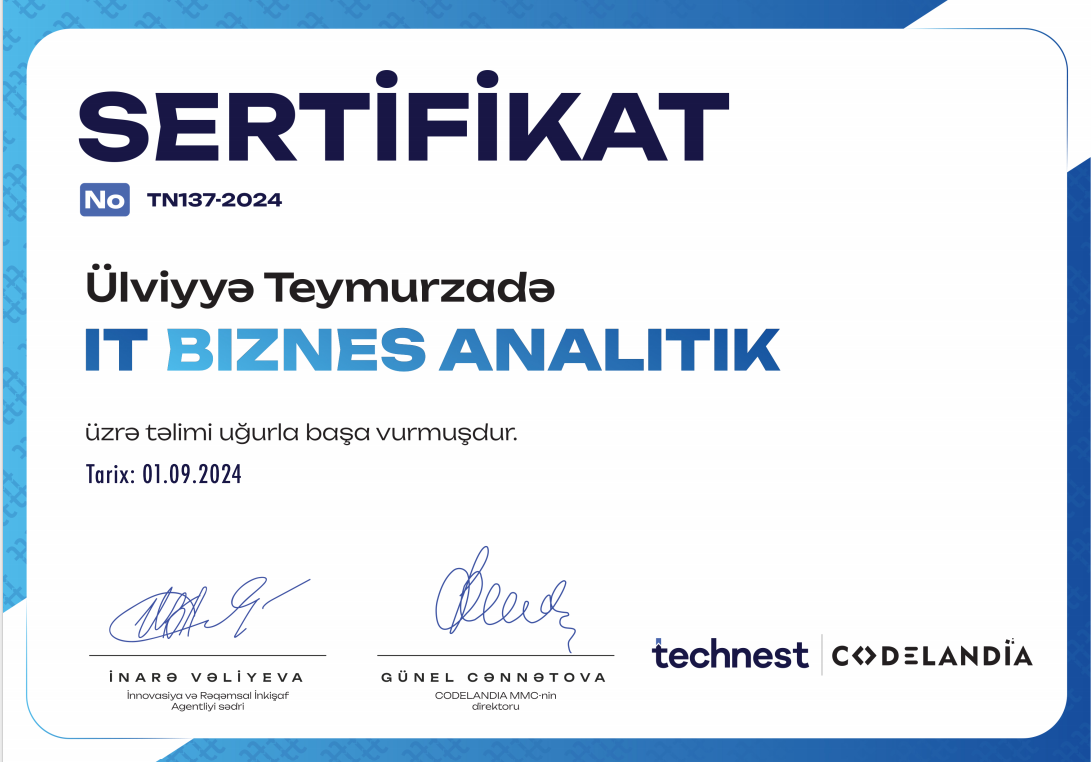 SERTİFİKAT
No TN137-2024
Ülviyyə Teymurzadə
IT BIZNES ANALITIK
üzrə təlimi uğurla başa vurmuşdur.
Tarix: 01.09.2024
İNARƏ VƏLİYEVA
İnnovasiya və Rəqəmsal İnkişaf
Agentliyi sədri
GÜNEL CƏNNƏTOVA
CODELANDIA MMC-nin
direktoru
technest
CODELANDIA